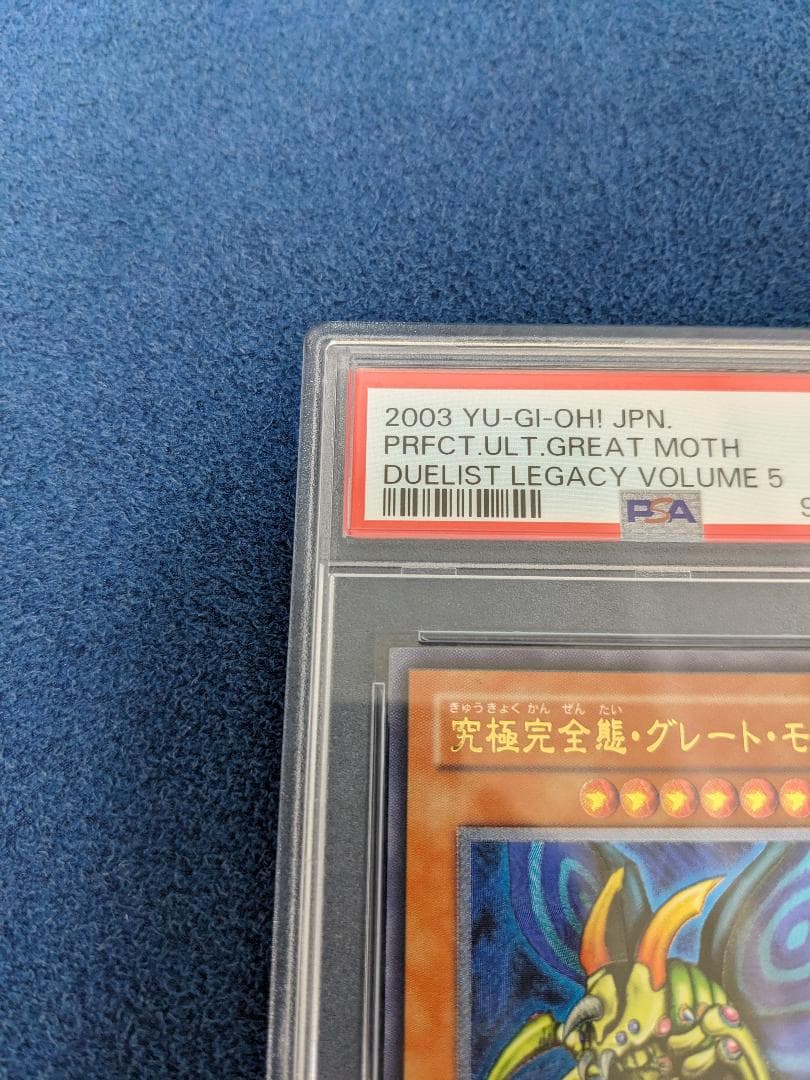 2003 YU-GI-OH! JPN.
PRFCT.ULT.GREAT MOTH
DUELIST LEGACY VOLUME 5
PSA
きゅうきょく かん ぜん たい
究極完全態・グレート・モ